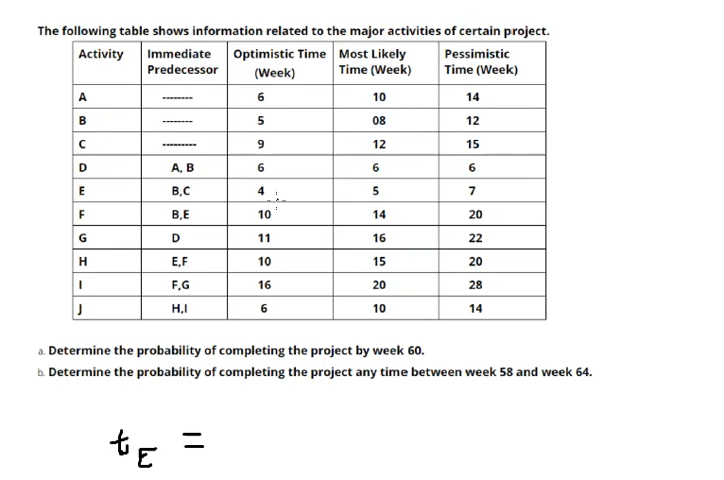 The following table shows information related to the major activities of certain project.
Activity Immediate Predecessor Optimistic Time (Week) Most Likely Time (Week) Pessimistic Time (Week)
A -------- 6 10 14
B -------- 5 08 12
C --------- 9 12 15
D A, B 6 6 6
E B,C 4 5 7
F B,E 10 14 20
G D 11 16 22
H E,F 10 15 20
I F,G 16 20 28
J H,I 6 10 14
a. Determine the probability of completing the project by week 60.
b. Determine the probability of completing the project any time between week 58 and week 64.
t_E =